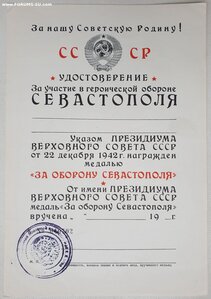 www.FORUMS-SU.com
За нашу Советскую Родину!
СС СР
УДОСТОВЕРЕНИЕ
За участие в героической обороне
СЕВАСТОПОЛЯ
Указом ПРЕЗИДИУМА
ВЕРХОВНОГО СОВЕТА СССР
от 22 декабря 1942 г. награжден
медалью
«ЗА ОБОРОНУ СЕВАСТОПОЛЯ»
От имени ПРЕЗИДИУМА
ВЕРХОВНОГО СОВЕТА СССР
медаль «За оборону Севастополя»
вручена „ “ 19 г